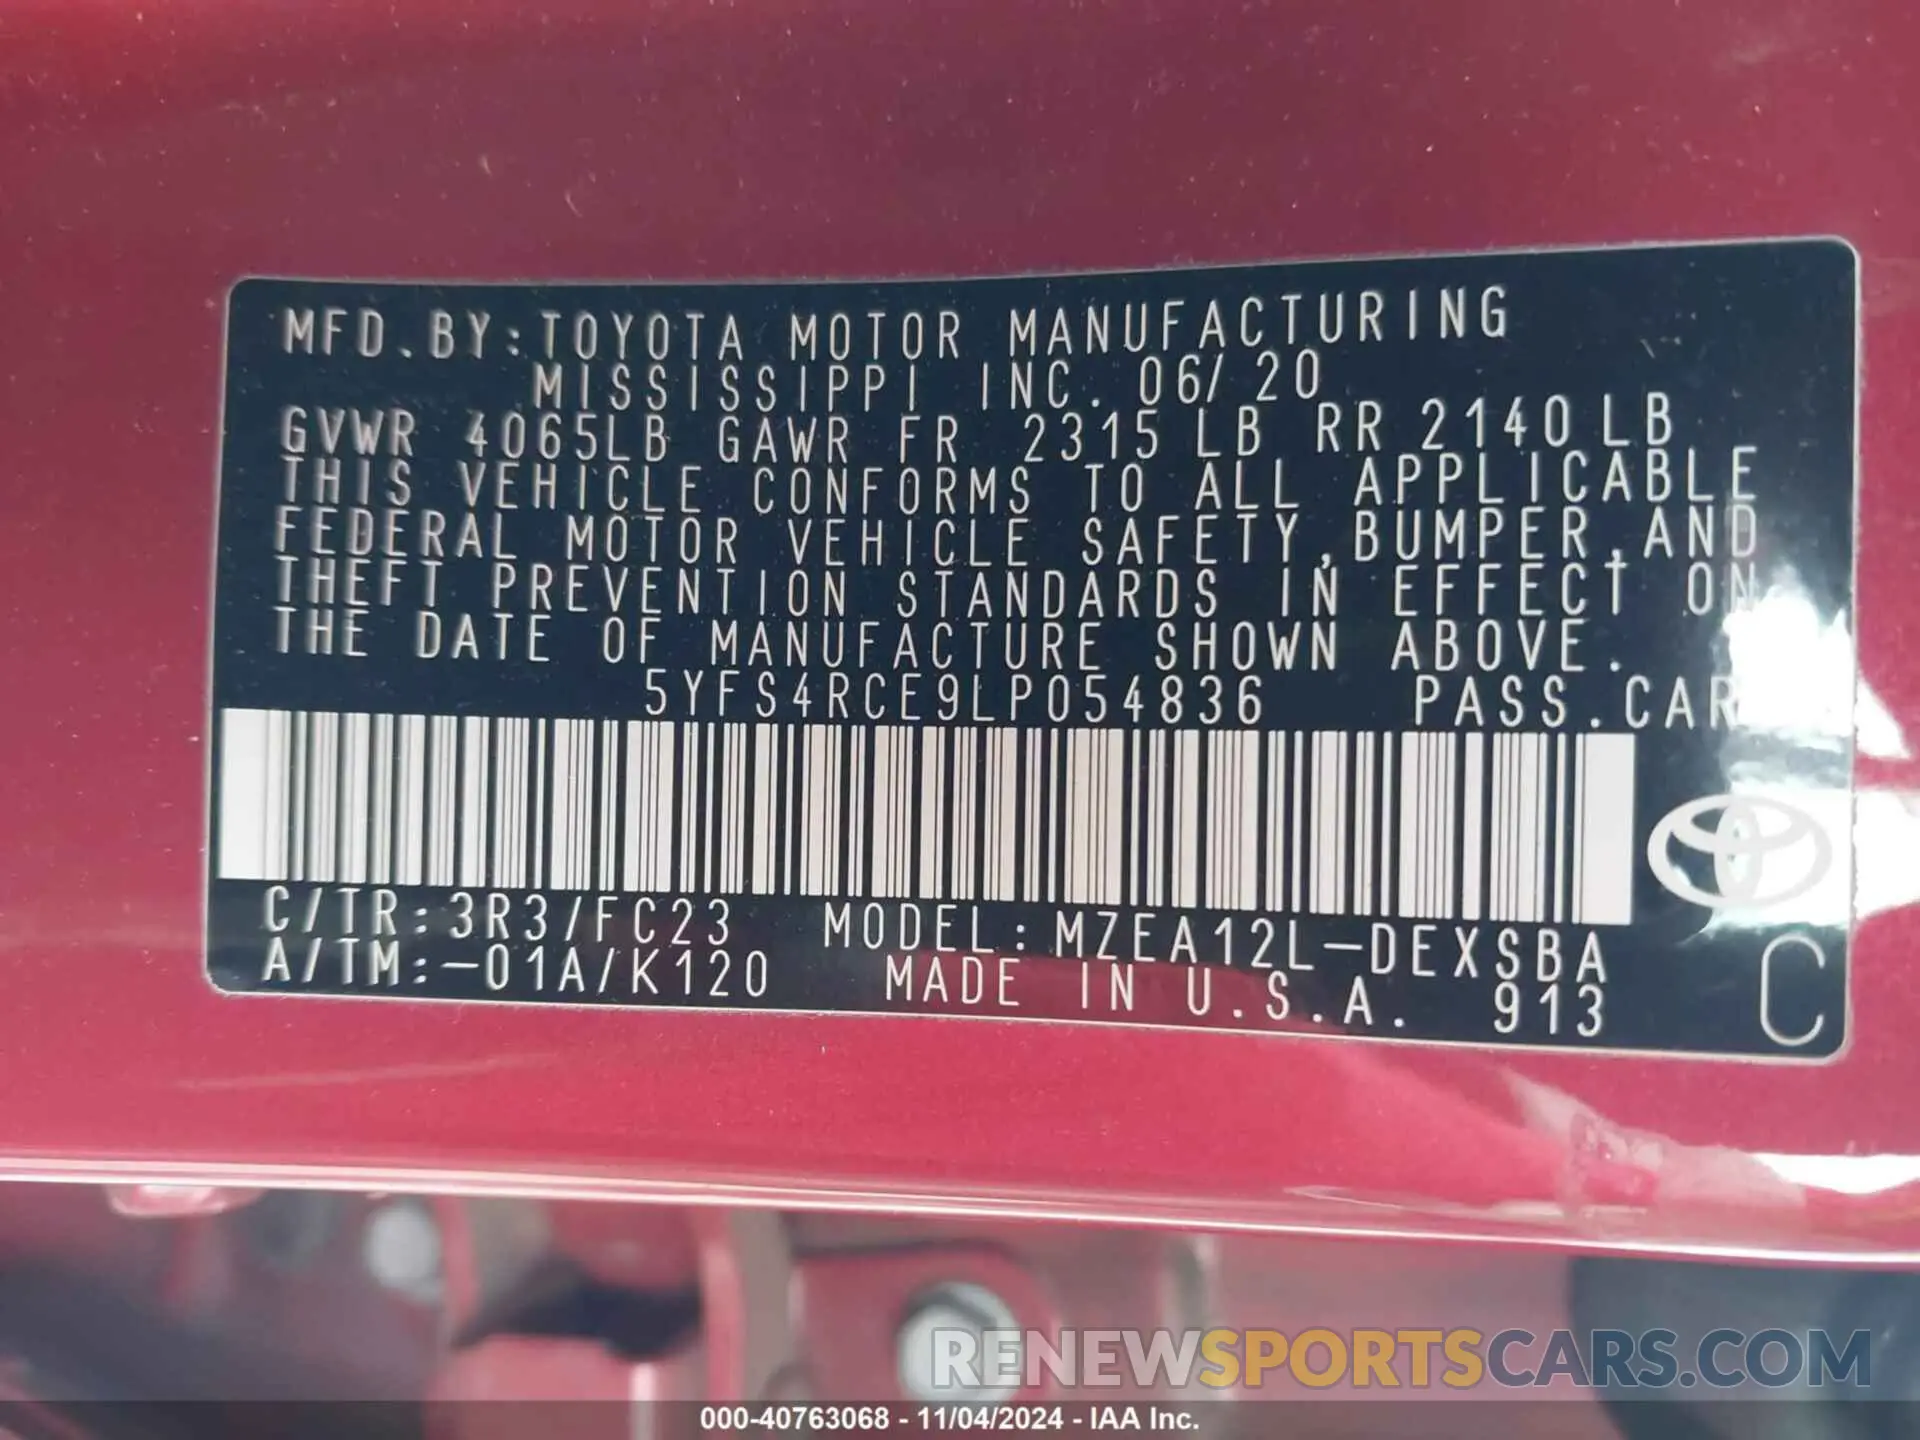 MFD.BY:TOYOTA MOTOR MANUFACTURING
MISSISSIPPI INC. 06/20
GVWR 4065LB GAWR FR 2315LB RR 2140LB
THIS VEHICLE CONFORMS TO ALL APPLICABLE
FEDERAL MOTOR VEHICLE SAFETY,BUMPER,AND
THEFT PREVENTION STANDARDS IN EFFECT ON
THE DATE OF MANUFACTURE SHOWN ABOVE.
5YFS4RCE9LP054836 PASS.CAR
C/TR:3R3/FC23 MODEL:MZEA12L-DEXSBA
A/TM:-01A/K120 MADE IN U.S.A. 913
C
RENEWSPORTSCARS.COM
000-40763068 - 11/04/2024 - IAA Inc.